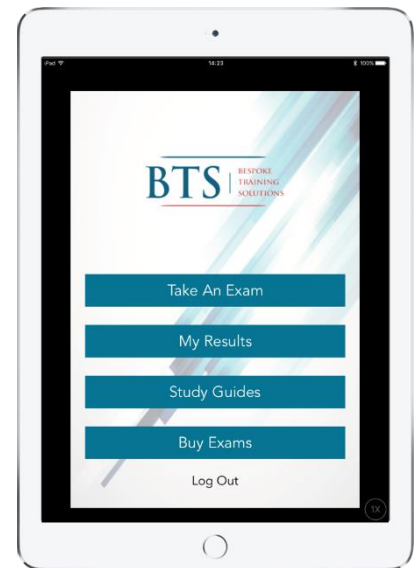 iPad
14:23
100%
BTS
BESPOKE
TRAINING
SOLUTIONS
Take An Exam
My Results
Study Guides
Buy Exams
Log Out
1X